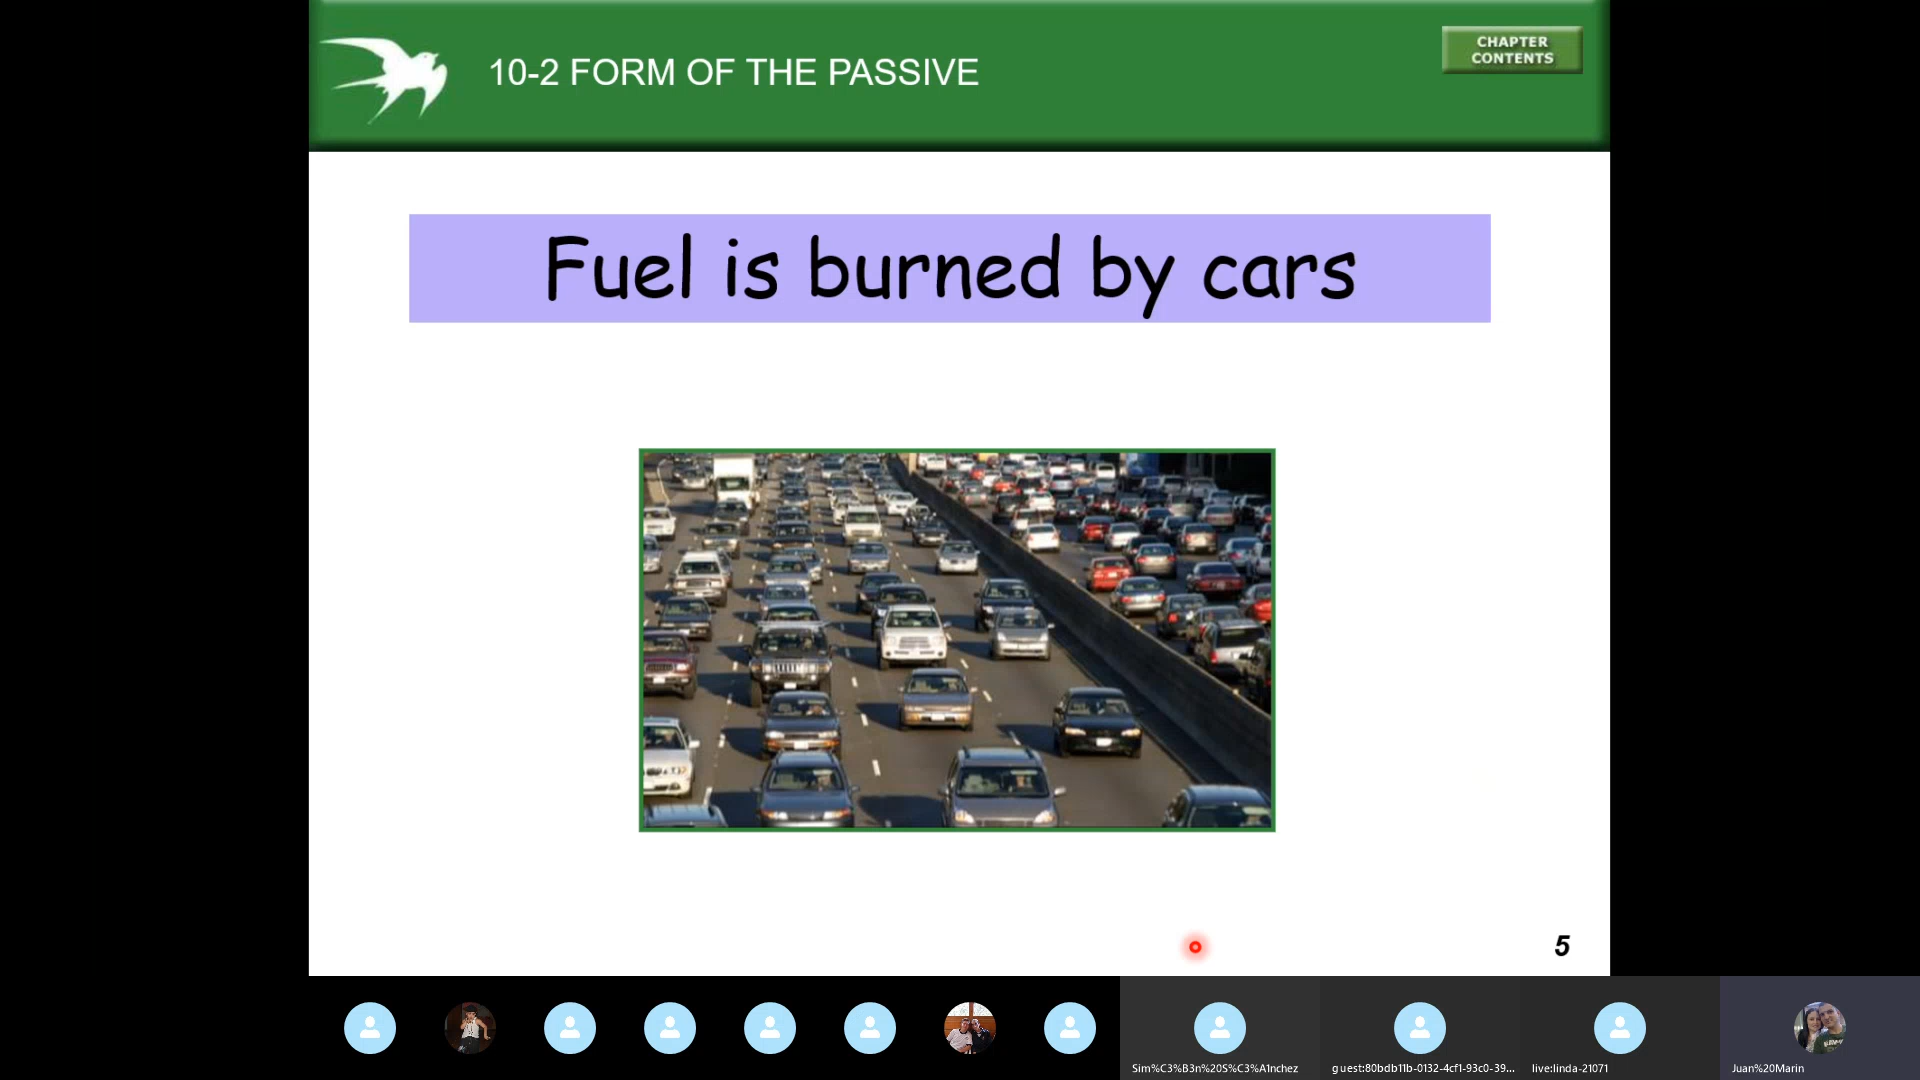 10-2 FORM OF THE PASSIVE
CHAPTER
CONTENTS
Fuel is burned by cars
5
Sim%C3%B3n%20S%C3%A1nchez
guest:80bdb11b-0132-4cf1-93c0-39...
live:linda-21071
Juan%20Marin